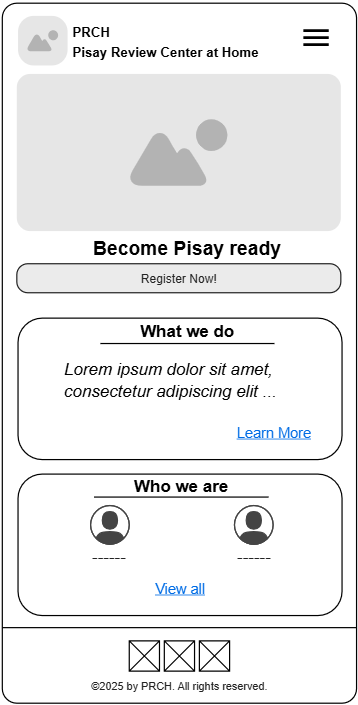 PRCH
Pisay Review Center at Home
Become Pisay ready
Register Now!
What we do
Lorem ipsum dolor sit amet,
consectetur adipiscing elit ...
Learn More
Who we are
------ ------
View all
©2025 by PRCH. All rights reserved.